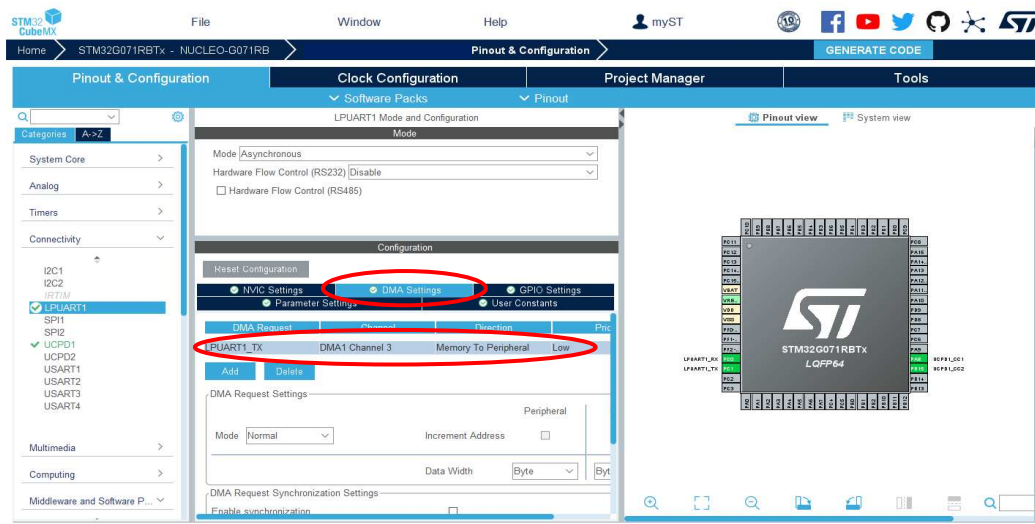 STM32
CubeMX
File
Window
Help
myST
Home
STM32G071RBTx - NUCLEO-G071RB
Pinout & Configuration
GENERATE CODE
Pinout & Configuration
Clock Configuration
Project Manager
Tools
Software Packs
Pinout
Categories
A->Z
System Core
Analog
Timers
Connectivity
I2C1
I2C2
IRTIM
LPUART1
SPI1
SPI2
UCPD1
UCPD2
USART1
USART2
USART3
USART4
Multimedia
Computing
Middleware and Software P...
LPUART1 Mode and Configuration
Mode
Mode Asynchronous
Hardware Flow Control (RS232) Disable
Hardware Flow Control (RS485)
Configuration
Reset Configuration
NVIC Settings
DMA Settings
GPIO Settings
Parameter Settings
User Constants
DMA Request
Channel
Direction
LPUART1_TX
DMA1 Channel 3
Memory To Peripheral
Low
Add
Delete
DMA Request Settings
Peripheral
Mode Normal
Increment Address
Data Width
Byte
DMA Request Synchronization Settings
Enable synchronization
Pinout view
System view
LPUART1_RX
LPUART1_TX
UCPD1_CC1
UCPD1_CC2
STM32G071RBTx
LQFP64